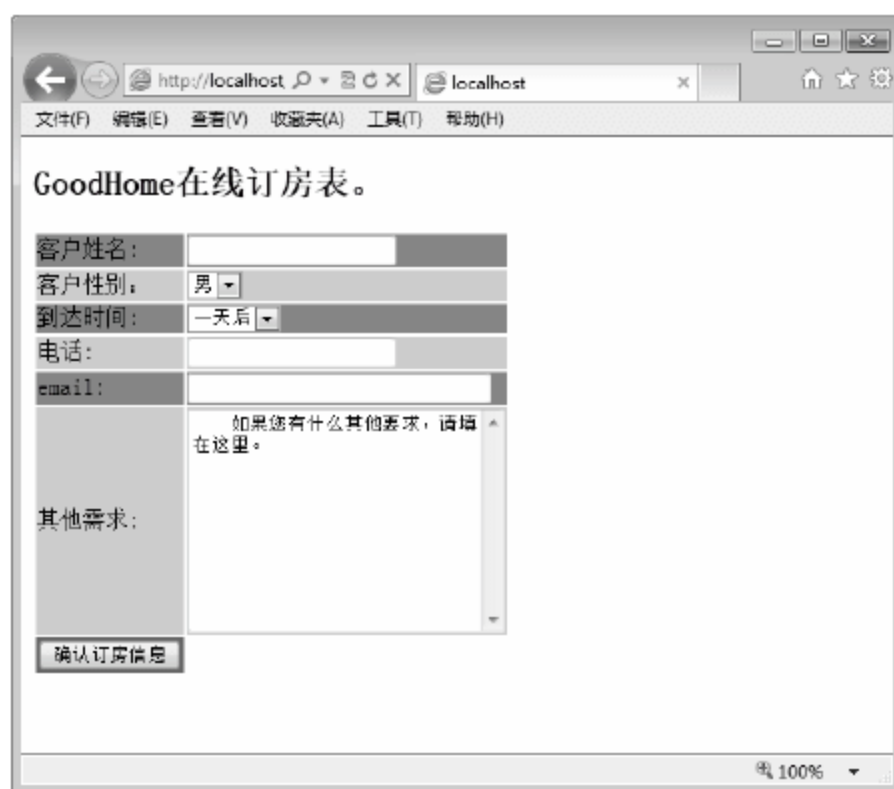 http://localhost
localhost
文件(F) 编辑(E) 查看(V) 收藏夹(A) 工具(T) 帮助(H)
GoodHome在线订房表。
客户姓名:
客户性别: 男
到达时间: 一天后
电话:
email:
其他需求:
如果您有什么其他要求,请填
在这里。
确认订房信息
100%